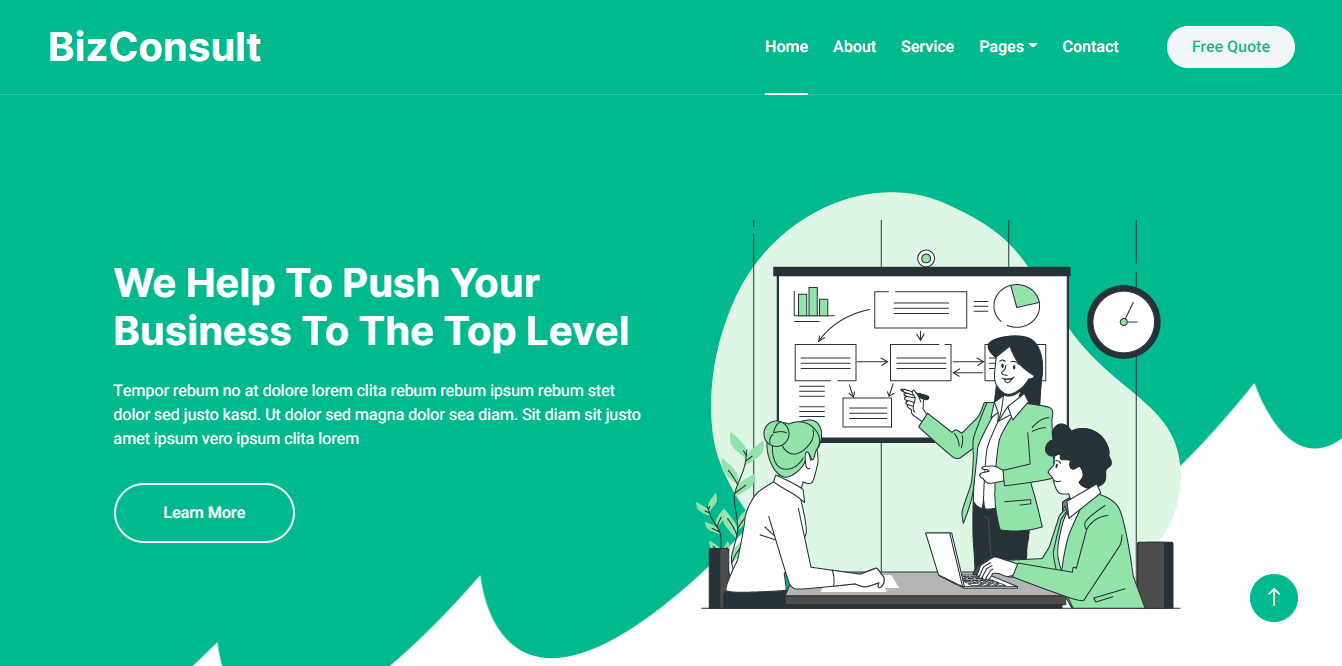 BizConsult
Home About Service Pages Contact Free Quote
We Help To Push Your
Business To The Top Level
Tempor rebum no at dolore lorem clita rebum rebum ipsum rebum stet
dolor sed justo kasd. Ut dolor sed magna dolor sea diam. Sit diam sit justo
amet ipsum vero ipsum clita lorem
Learn More